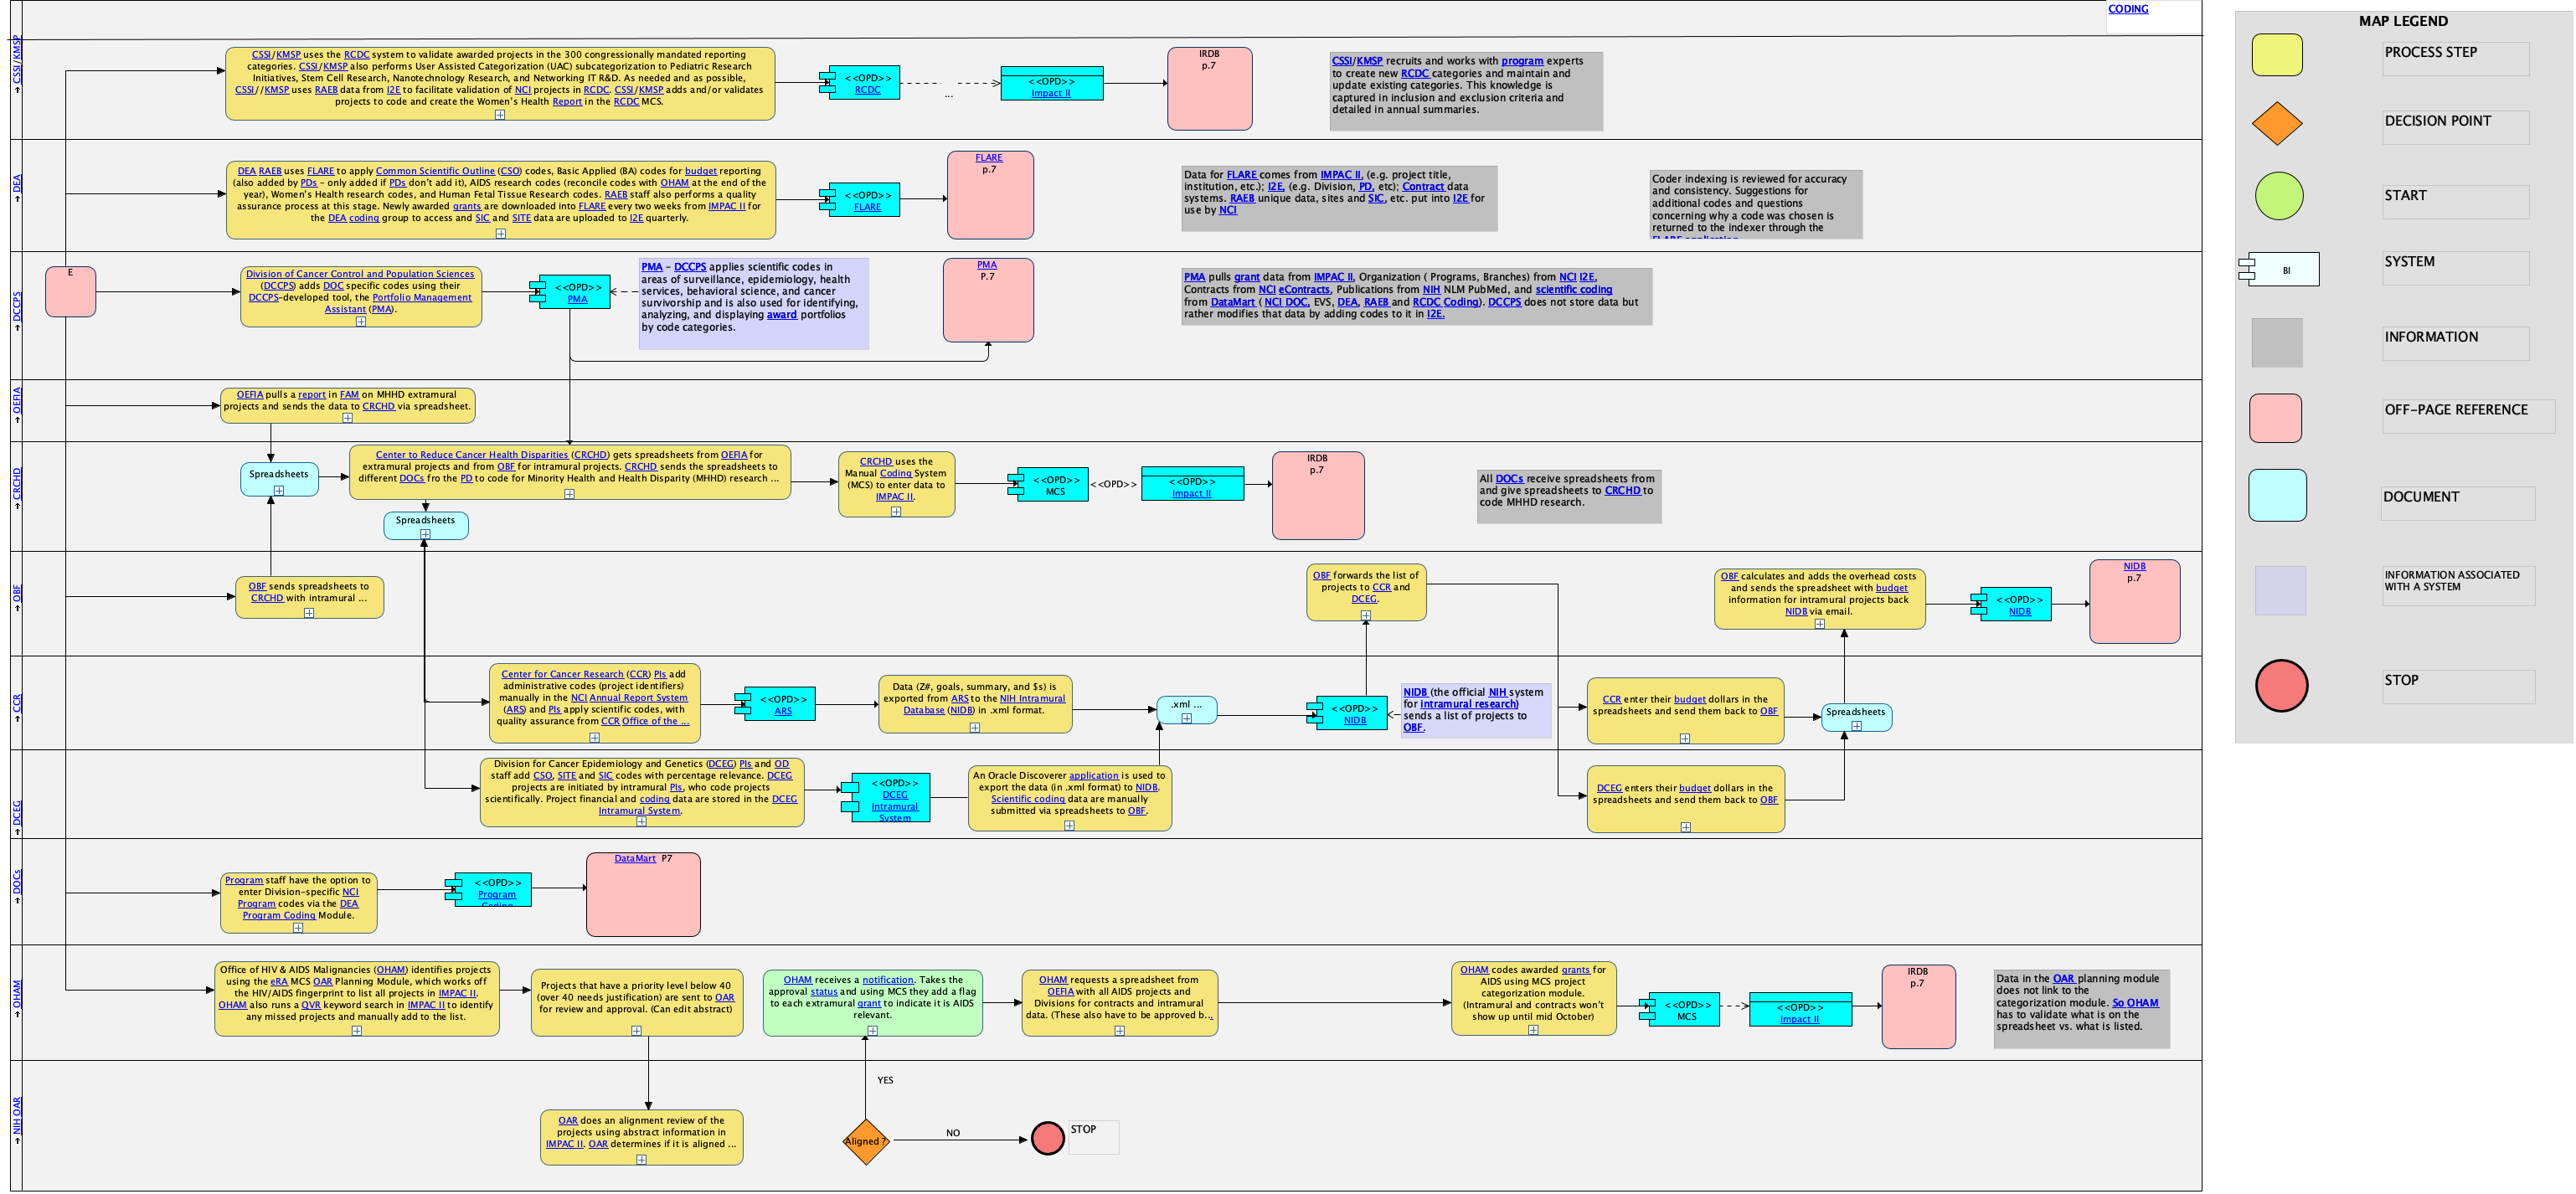 CODING
CSSI/KMSP
CSSI/KMSP uses the RCDC system to validate awarded projects in the 300 congressionally mandated reporting
categories. CSSI/KMSP also performs User Assisted Categorization (UAC) subcategorization to Pediatric Research
Initiatives, Stem Cell Research, Nanotechnology Research, and Networking IT R&D. As needed and as possible,
CSSI//KMSP uses RAEB data from I2E to facilitate validation of NCI projects in RCDC. CSSI/KMSP adds and/or validates
projects to code and create the Women's Health Report in the RCDC MCS.
<<OPD>>
RCDC
...
<<OPD>>
Impact II
IRDB
p.7
CSSI/KMSP recruits and works with program experts
to create new RCDC categories and maintain and
update existing categories. This knowledge is
captured in inclusion and exclusion criteria and
detailed in annual summaries.
DEA
DEA RAEB uses FLARE to apply Common Scientific Outline (CSO) codes, Basic Applied (BA) codes for budget reporting
(also added by PDs - only added if PDs don't add it), AIDS research codes (reconcile codes with OHAM at the end of the
year), Women's Health research codes, and Human Fetal Tissue Research codes. RAEB staff also performs a quality
assurance process at this stage. Newly awarded grants are downloaded into FLARE every two weeks from IMPAC II for
the DEA coding group to access and SIC and SITE data are uploaded to I2E quarterly.
<<OPD>>
FLARE
FLARE
p.7
Data for FLARE comes from IMPAC II, (e.g. project title,
institution, etc.); I2E, (e.g. Division, PD, etc); Contract data
systems. RAEB unique data, sites and SIC, etc. put into I2E for
use by NCI
Coder indexing is reviewed for accuracy
and consistency. Suggestions for
additional codes and questions
concerning why a code was chosen is
returned to the indexer through the
FLARE application
DCCPS
E
Division of Cancer Control and Population Sciences
(DCCPS) adds DOC specific codes using their
DCCPS-developed tool, the Portfolio Management
Assistant (PMA).
<<OPD>>
PMA
PMA - DCCPS applies scientific codes in
areas of surveillance, epidemiology, health
services, behavioral science, and cancer
survivorship and is also used for identifying,
analyzing, and displaying award portfolios
by code categories.
PMA
P.7
PMA pulls grant data from IMPAC II, Organization ( Programs, Branches) from NCI I2E,
Contracts from NCI eContracts, Publications from NIH NLM PubMed, and scientific coding
from DataMart ( NCI DOC, EVS, DEA, RAEB and RCDC Coding). DCCPS does not store data but
rather modifies that data by adding codes to it in I2E.
OEFIA
OEFIA pulls a report in FAM on MHHD extramural
projects and sends the data to CRCHD via spreadsheet.
CRCHD
Spreadsheets
Center to Reduce Cancer Health Disparities (CRCHD) gets spreadsheets from OEFIA for
extramural projects and from OBF for intramural projects. CRCHD sends the spreadsheets to
different DOCs fro the PD to code for Minority Health and Health Disparity (MHHD) research ...
Spreadsheets
CRCHD uses the
Manual Coding System
(MCS) to enter data to
IMPAC II.
<<OPD>>
MCS
<<OPD>>
<<OPD>>
Impact II
IRDB
p.7
All DOCs receive spreadsheets from
and give spreadsheets to CRCHD to
code MHHD research.
OBF
OBF sends spreadsheets to
CRCHD with intramural ...
OBF forwards the list of
projects to CCR and
DCEG.
OBF calculates and adds the overhead costs
and sends the spreadsheet with budget
information for intramural projects back
NIDB via email.
<<OPD>>
NIDB
NIDB
p.7
CCR
Center for Cancer Research (CCR) PIs add
administrative codes (project identifiers)
manually in the NCI Annual Report System
(ARS) and PIs apply scientific codes, with
quality assurance from CCR Office of the ...
<<OPD>>
ARS
Data (Z#, goals, summary, and $s) is
exported from ARS to the NIH Intramural
Database (NIDB) in .xml format.
.xml ...
<<OPD>>
NIDB
NIDB (the official NIH system
for intramural research)
sends a list of projects to
OBF.
CCR enter their budget dollars in the
spreadsheets and send them back to OBF
Spreadsheets
DCEG
Division for Cancer Epidemiology and Genetics (DCEG) PIs and OD
staff add CSO, SITE and SIC codes with percentage relevance. DCEG
projects are initiated by intramural PIs, who code projects
scientifically. Project financial and coding data are stored in the DCEG
Intramural System.
<<OPD>>
DCEG
Intramural
System
An Oracle Discoverer application is used to
export the data (in .xml format) to NIDB.
Scientific coding data are manually
submitted via spreadsheets to OBF.
DCEG enters their budget dollars in the
spreadsheets and send them back to OBF
DOCs
Program staff have the option to
enter Division-specific NCI
Program codes via the DEA
Program Coding Module.
<<OPD>>
Program
Coding
DataMart P7
OHAM
Office of HIV & AIDS Malignancies (OHAM) identifies projects
using the eRA MCS OAR Planning Module, which works off
the HIV/AIDS fingerprint to list all projects in IMPAC II.
OHAM also runs a QVR keyword search in IMPAC II to identify
any missed projects and manually add to the list.
Projects that have a priority level below 40
(over 40 needs justification) are sent to OAR
for review and approval. (Can edit abstract)
OHAM receives a notification. Takes the
approval status and using MCS they add a flag
to each extramural grant to indicate it is AIDS
relevant.
OHAM requests a spreadsheet from
OEFIA with all AIDS projects and
Divisions for contracts and intramural
data. (These also have to be approved b...
OHAM codes awarded grants for
AIDS using MCS project
categorization module.
(Intramural and contracts won't
show up until mid October)
<<OPD>>
MCS
<<OPD>>
Impact II
IRDB
p.7
Data in the OAR planning module
does not link to the
categorization module. So OHAM
has to validate what is on the
spreadsheet vs. what is listed.
NIH OAR
OAR does an alignment review of the
projects using abstract information in
IMPAC II. OAR determines if it is aligned ...
YES
Aligned ?
NO
STOP
MAP LEGEND
PROCESS STEP
DECISION POINT
START
BI
SYSTEM
INFORMATION
OFF-PAGE REFERENCE
DOCUMENT
INFORMATION ASSOCIATED
WITH A SYSTEM
STOP